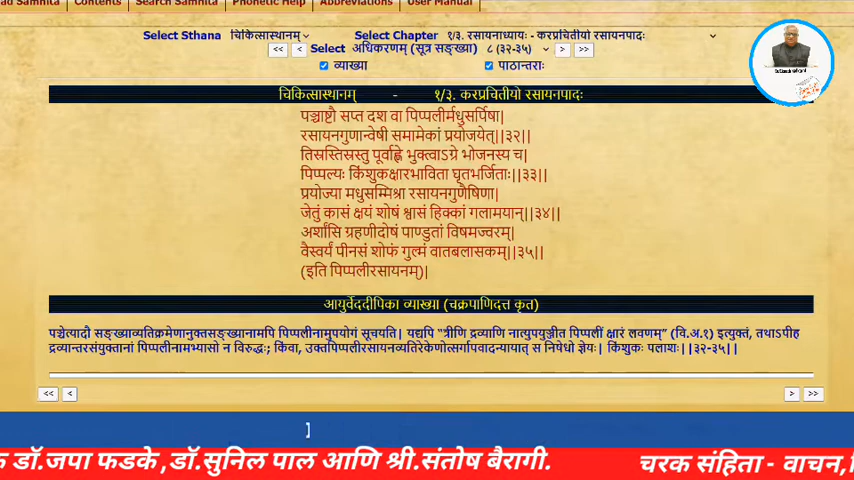 ad Samhita Contents Search Samhita Phonetic Help Abbreviations User Manual
Select Sthana चिकित्सास्थानम् Select Chapter १/३. रसायनाध्यायः - करप्रचितीयो रसायनपादः
<< < Select अधिकरणम् (सूत्र सङ्ख्या) ८ (३२-३५) > >>
व्याख्या पाठान्तराः
चिकित्सास्थानम् - १/३. करप्रचितीयो रसायनपादः
पञ्चाष्टौ सप्त दश वा पिप्पलीर्मधुसर्पिषा|
रसायनगुणान्वेषी समामेकां प्रयोजयेत्||३२||
तिस्रस्तिस्रस्तु पूर्वाह्णे भुक्त्वाऽग्रे भोजनस्य च|
पिप्पल्यः किंशुकक्षारभाविता घृतभर्जिताः||३३||
प्रयोज्या मधुसम्मिश्रा रसायनगुणैषिणा|
जेतुं कासं क्षयं शोषं श्वासं हिक्कां गलामयान्||३४||
अर्शांसि ग्रहणीदोषं पाण्डुतां विषमज्वरम्|
वैस्वर्यं पीनसं शोफं गुल्मं वातबलासकम्||३५||
(इति पिप्पलीरसायनम्)|
आयुर्वेददीपिका व्याख्या (चक्रपाणिदत्त कृत)
पञ्चेत्यादौ सङ्ख्याव्यतिक्रमेणानुक्तसङ्ख्यानामपि पिप्पलीनामुपयोगं सूचयति| यद्यपि “त्रीणि द्रव्याणि नात्युपयुञ्जीत पिप्पलीं क्षारं लवणम्” (वि.अ.१) इत्युक्तं, तथाऽपीह
द्रव्यान्तरसंयुक्तानां पिप्पलीनामभ्यासो न विरुद्धः; किंवा, उक्तपिप्पलीरसायनव्यतिरेकेणोत्सर्गापवादन्यायात् स निषेधो ज्ञेयः| किंशुकः पलाशः||३२-३५||
<< < > >>
क डॉ.जपा फडके ,डॉ.सुनिल पाल आणि श्री.संतोष बैरागी. चरक संहिता - वाचन,